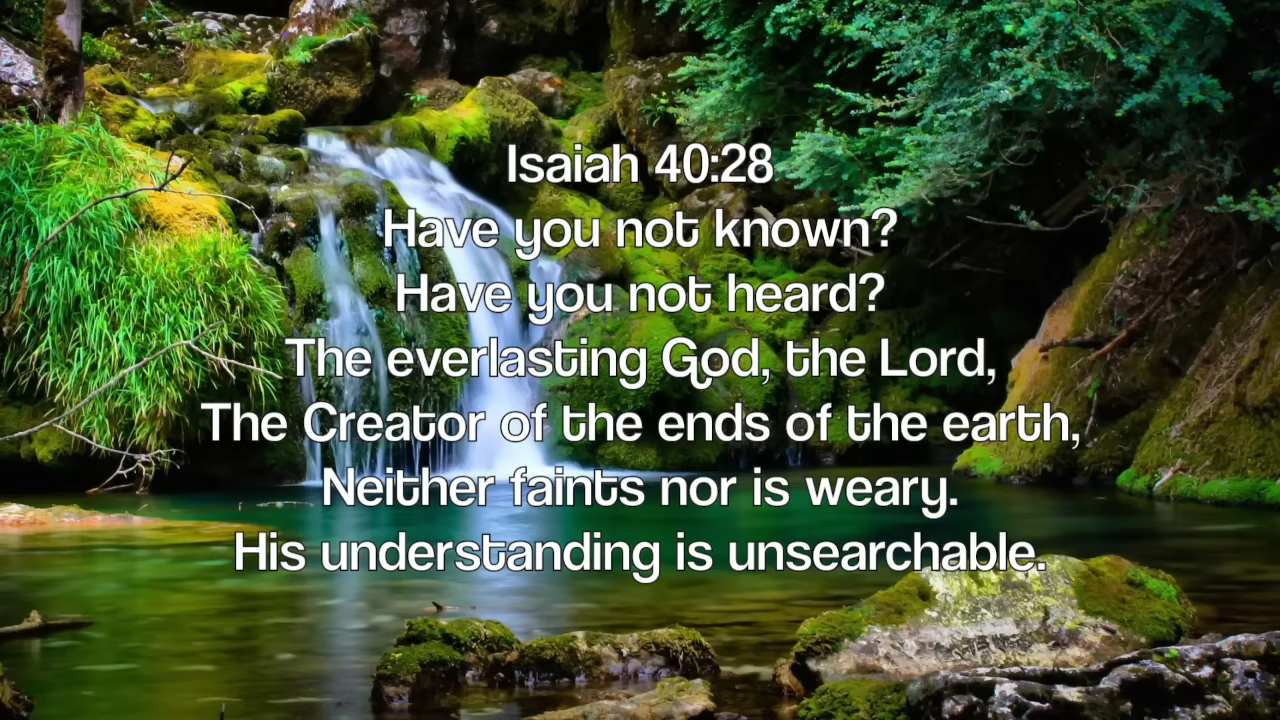 Isaiah 40:28
Have you not known?
Have you not heard?
The everlasting God, the Lord,
The Creator of the ends of the earth,
Neither faints nor is weary.
His understanding is unsearchable.